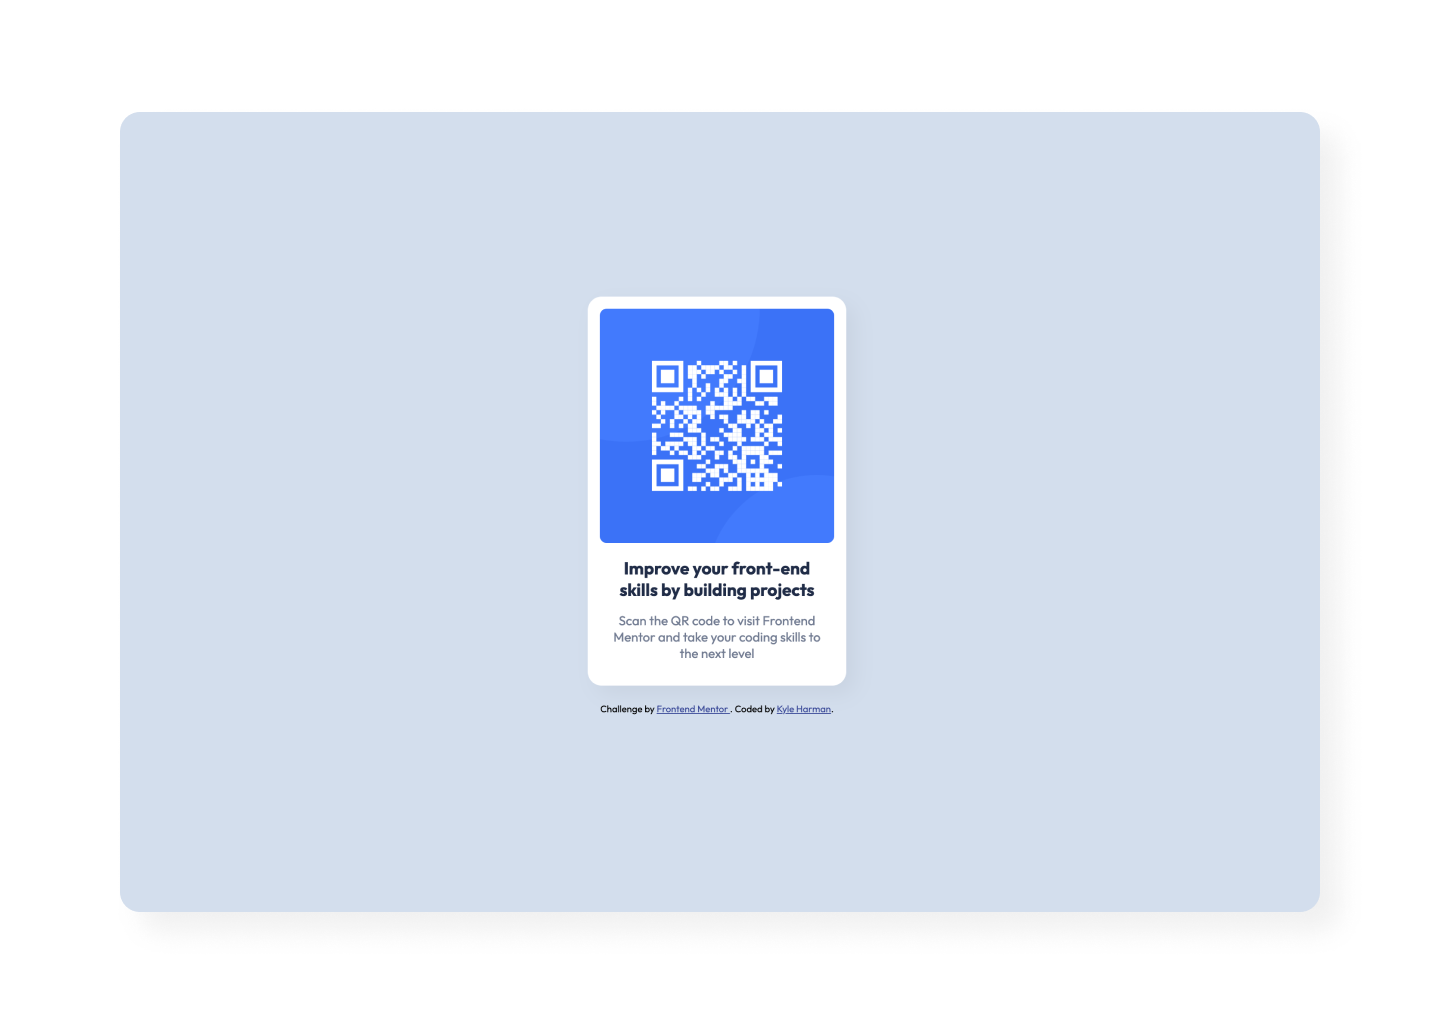 Improve your front-end
skills by building projects
Scan the QR code to visit Frontend
Mentor and take your coding skills to
the next level
Challenge by Frontend Mentor . Coded by Kyle Harman.